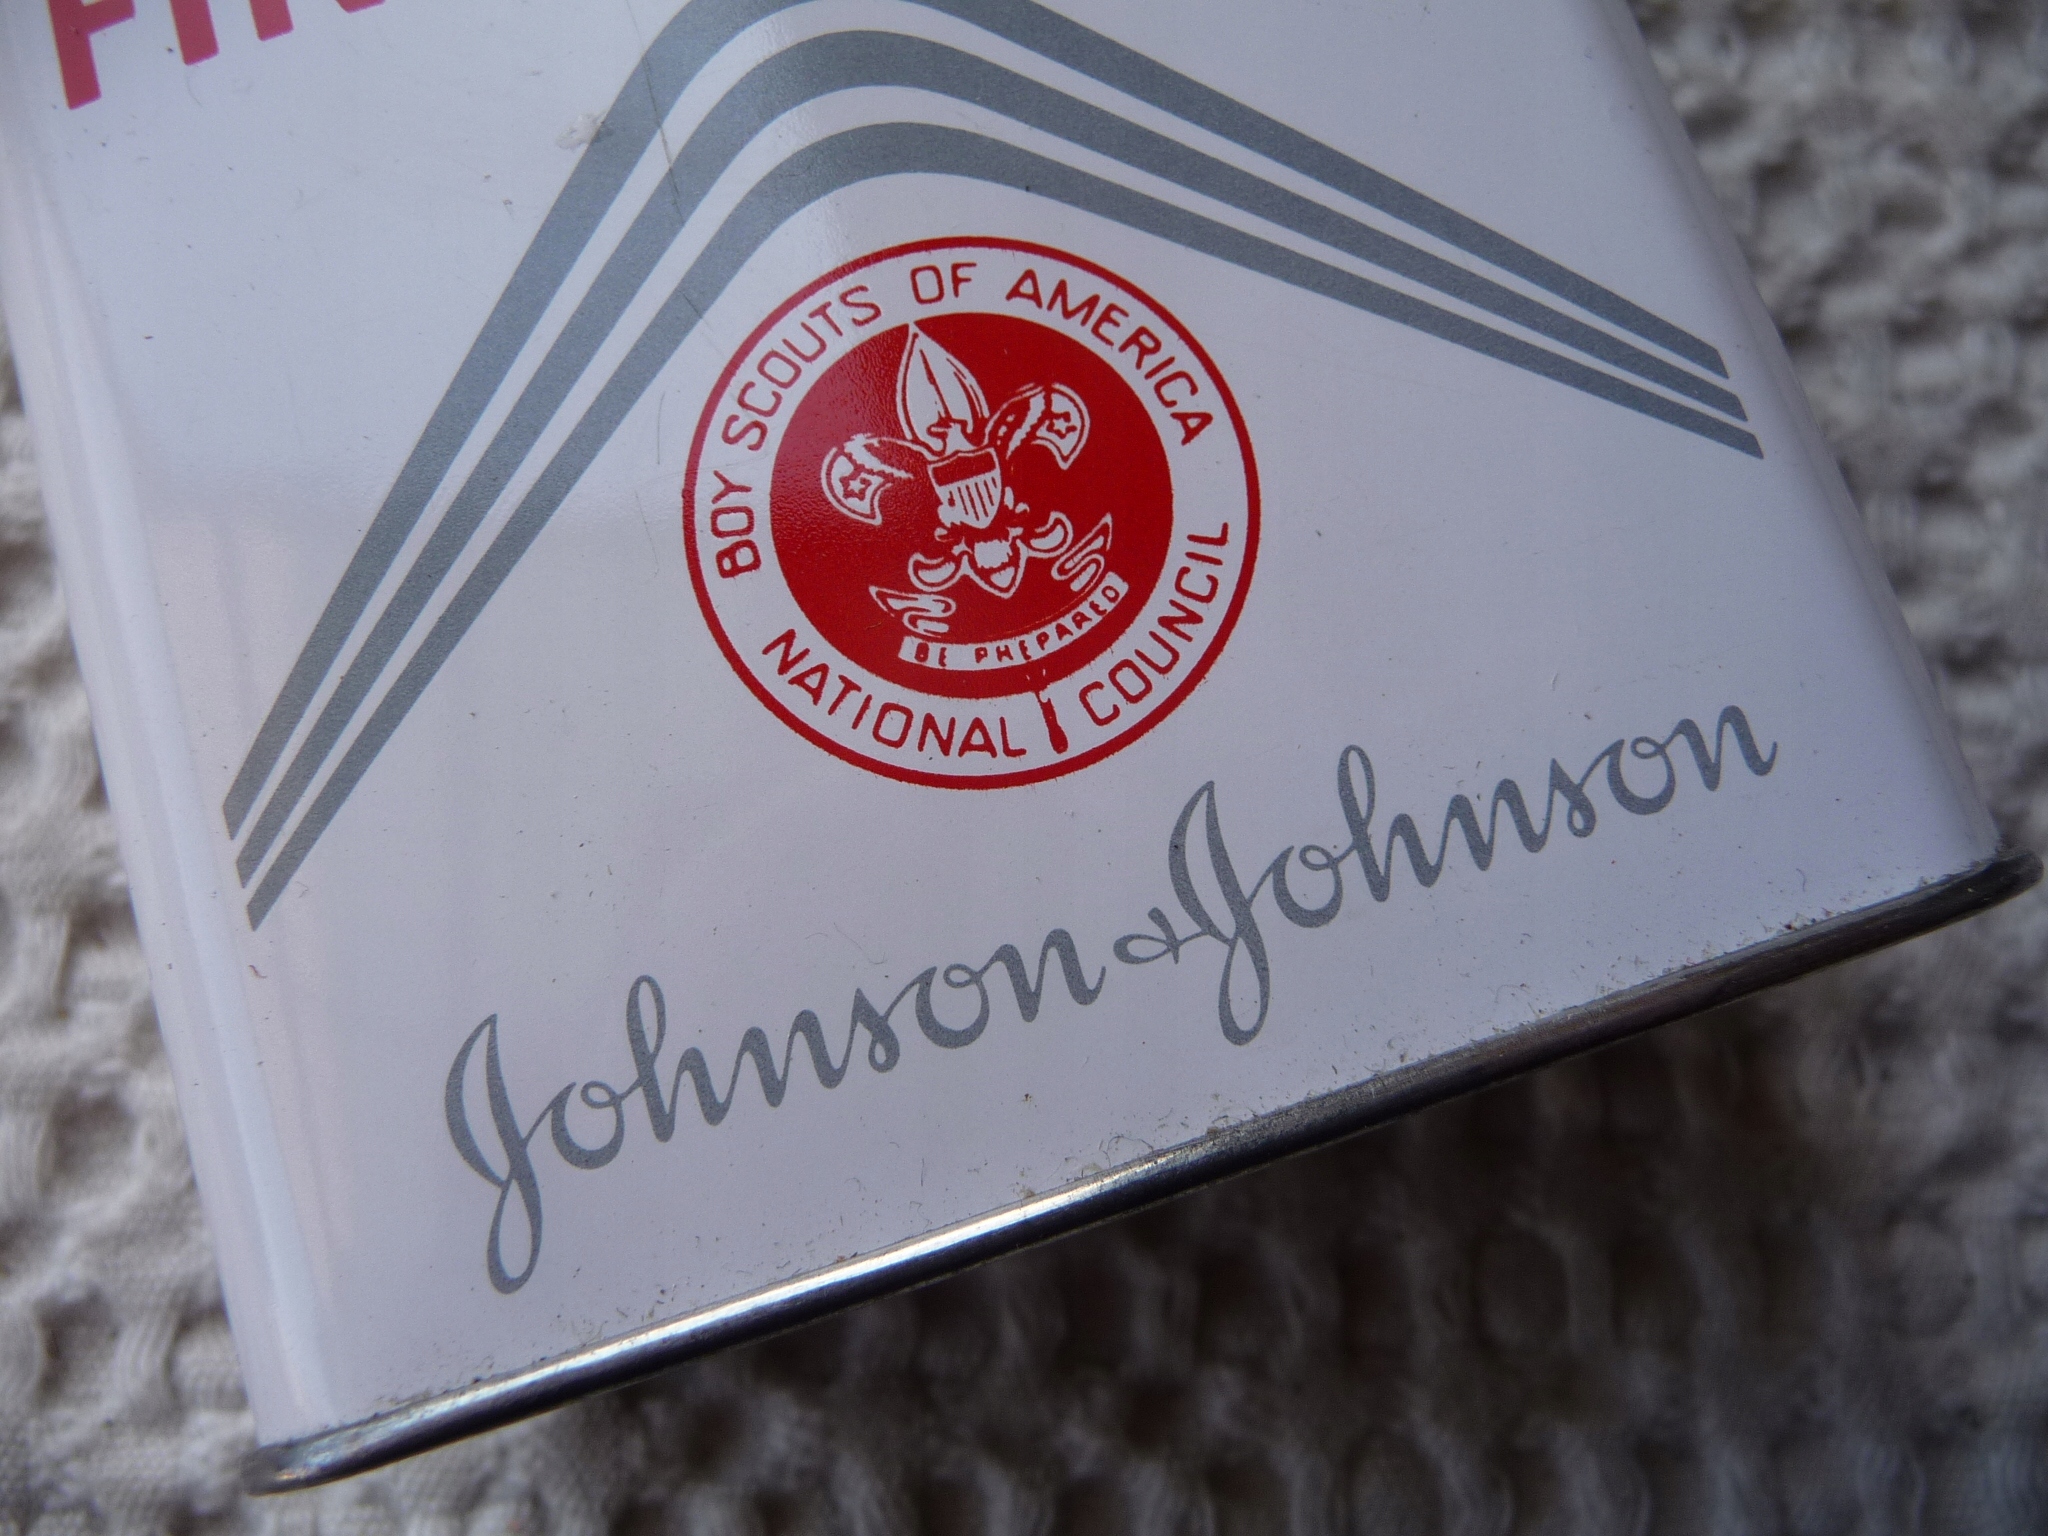 BOY SCOUTS OF AMERICA
BE PREPARED
NATIONAL COUNCIL
Johnson & Johnson